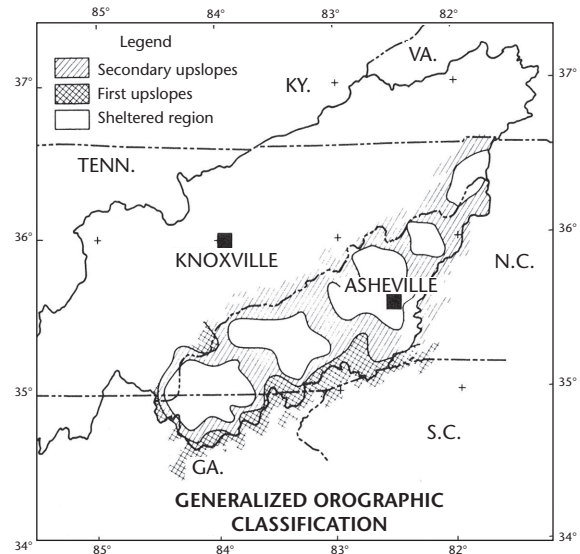 85° 84° 83° 82°
Legend
Secondary upslopes
First upslopes
Sheltered region
VA.
KY.
37° 37°
TENN.
36° 36°
KNOXVILLE
N.C.
ASHEVILLE
35° 35°
S.C.
GA.
GENERALIZED OROGRAPHIC
CLASSIFICATION
34° 34°
85° 84° 83° 82°